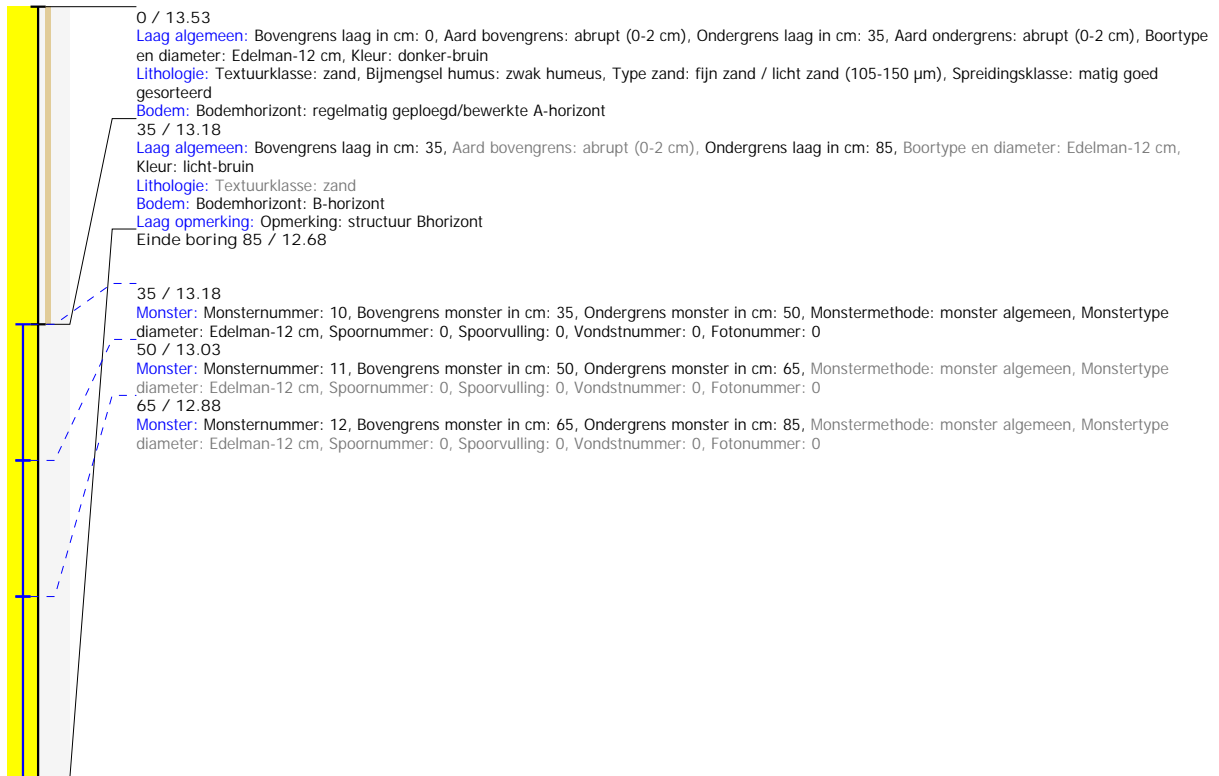 0 / 13.53
Laag algemeen: Bovengrens laag in cm: 0, Aard bovengrens: abrupt (0-2 cm), Ondergrens laag in cm: 35, Aard ondergrens: abrupt (0-2 cm), Boortype
en diameter: Edelman-12 cm, Kleur: donker-bruin
Lithologie: Textuurklasse: zand, Bijmengsel humus: zwak humeus, Type zand: fijn zand / licht zand (105-150 µm), Spreidingsklasse: matig goed
gesorteerd
Bodem: Bodemhorizont: regelmatig geploegd/bewerkte A-horizont
35 / 13.18
Laag algemeen: Bovengrens laag in cm: 35, Aard bovengrens: abrupt (0-2 cm), Ondergrens laag in cm: 85, Boortype en diameter: Edelman-12 cm,
Kleur: licht-bruin
Lithologie: Textuurklasse: zand
Bodem: Bodemhorizont: B-horizont
Laag opmerking: Opmerking: structuur Bhorizont
Einde boring 85 / 12.68
35 / 13.18
Monster: Monsternummer: 10, Bovengrens monster in cm: 35, Ondergrens monster in cm: 50, Monstermethode: monster algemeen, Monstertype
diameter: Edelman-12 cm, Spoornummer: 0, Spoorvulling: 0, Vondstnummer: 0, Fotonummer: 0
50 / 13.03
Monster: Monsternummer: 11, Bovengrens monster in cm: 50, Ondergrens monster in cm: 65, Monstermethode: monster algemeen, Monstertype
diameter: Edelman-12 cm, Spoornummer: 0, Spoorvulling: 0, Vondstnummer: 0, Fotonummer: 0
65 / 12.88
Monster: Monsternummer: 12, Bovengrens monster in cm: 65, Ondergrens monster in cm: 85, Monstermethode: monster algemeen, Monstertype
diameter: Edelman-12 cm, Spoornummer: 0, Spoorvulling: 0, Vondstnummer: 0, Fotonummer: 0